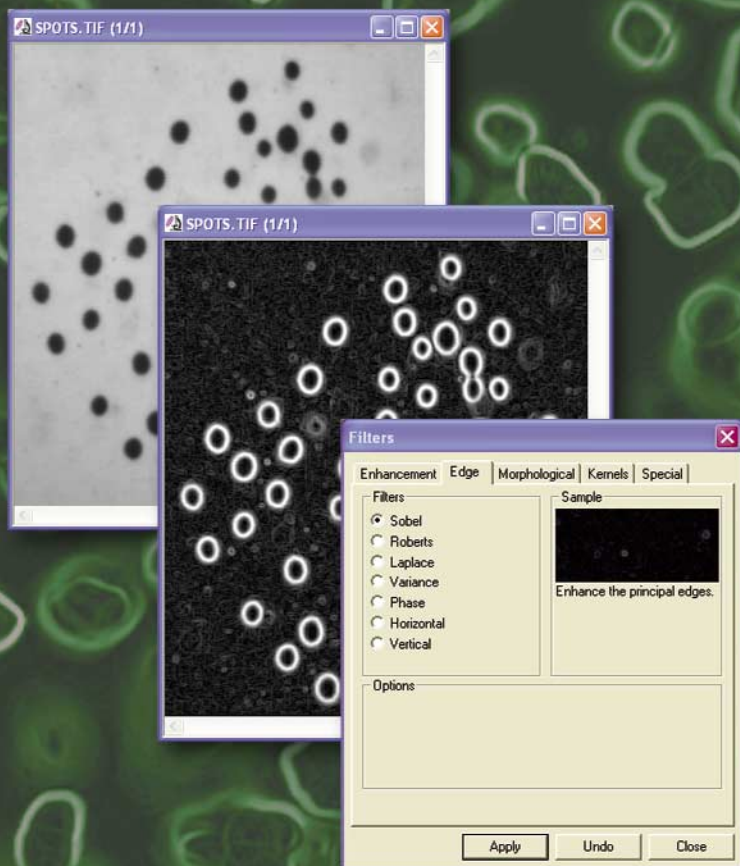 SPOTS.TIF (1/1)
SPOTS.TIF (1/1)
Filters
Enhancement Edge Morphological Kernels Special
Filters
Sobel
Roberts
Laplace
Variance
Phase
Horizontal
Vertical
Sample
Enhance the principal edges.
Options
Apply Undo Close